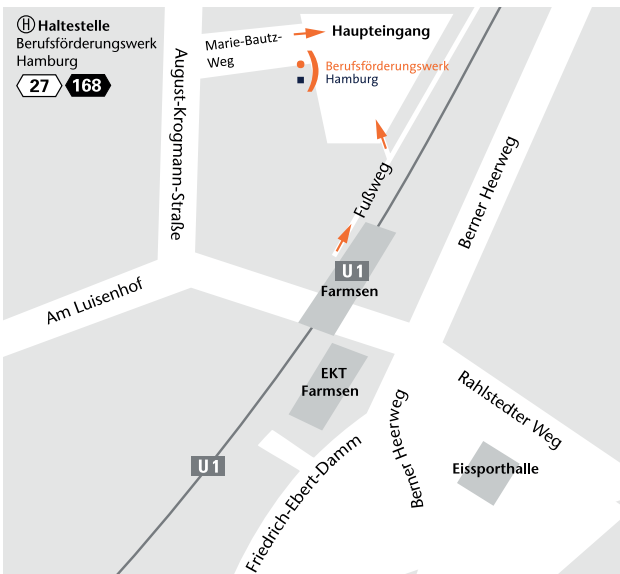 H Haltestelle
Berufsförderungswerk
Hamburg
27 168
August-Krogmann-Straße
Marie-Bautz-
Weg
Haupteingang
Berufsförderungswerk
Hamburg
Fußweg
Berner Heerweg
Am Luisenhof
U1
Farmsen
EKT
Farmsen
Rahlstedter Weg
Berner Heerweg
Eissporthalle
U1
Friedrich-Ebert-Damm